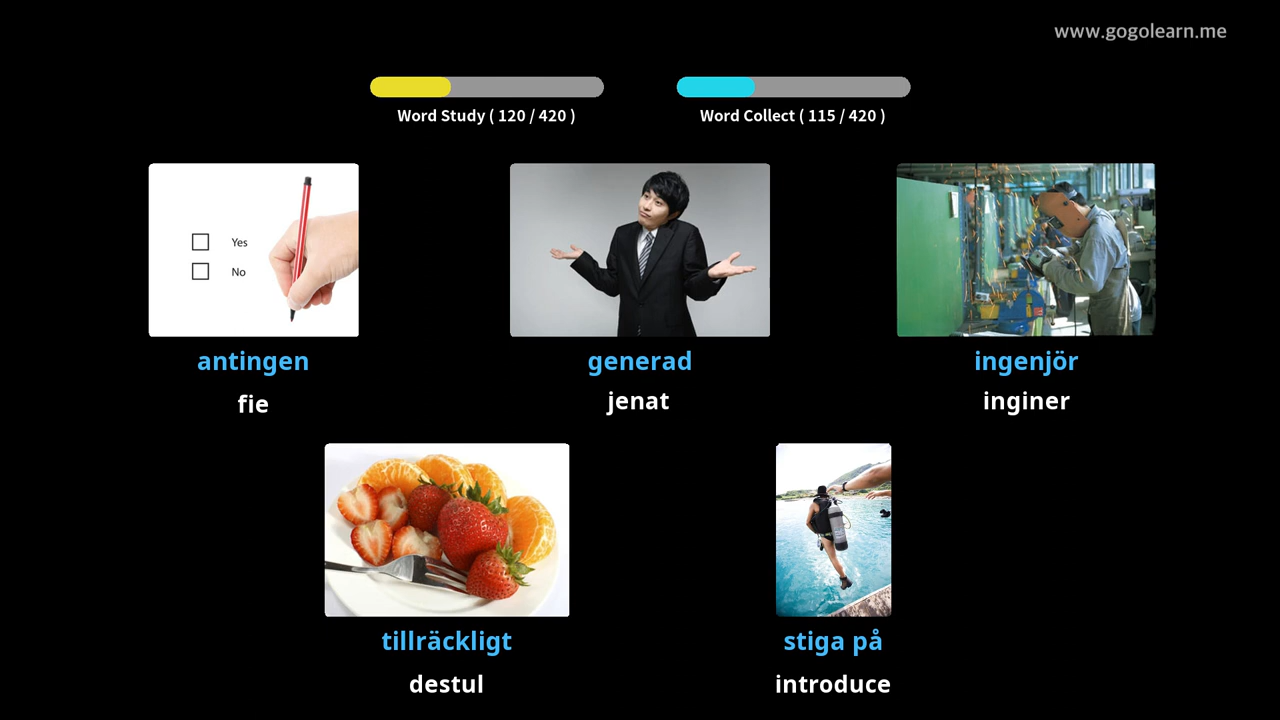 www.gogolearn.me
Word Study ( 120 / 420 )
Word Collect ( 115 / 420 )
Yes
No
antingen
fie
generad
jenat
ingenjör
inginer
tillräckligt
destul
stiga på
introduce